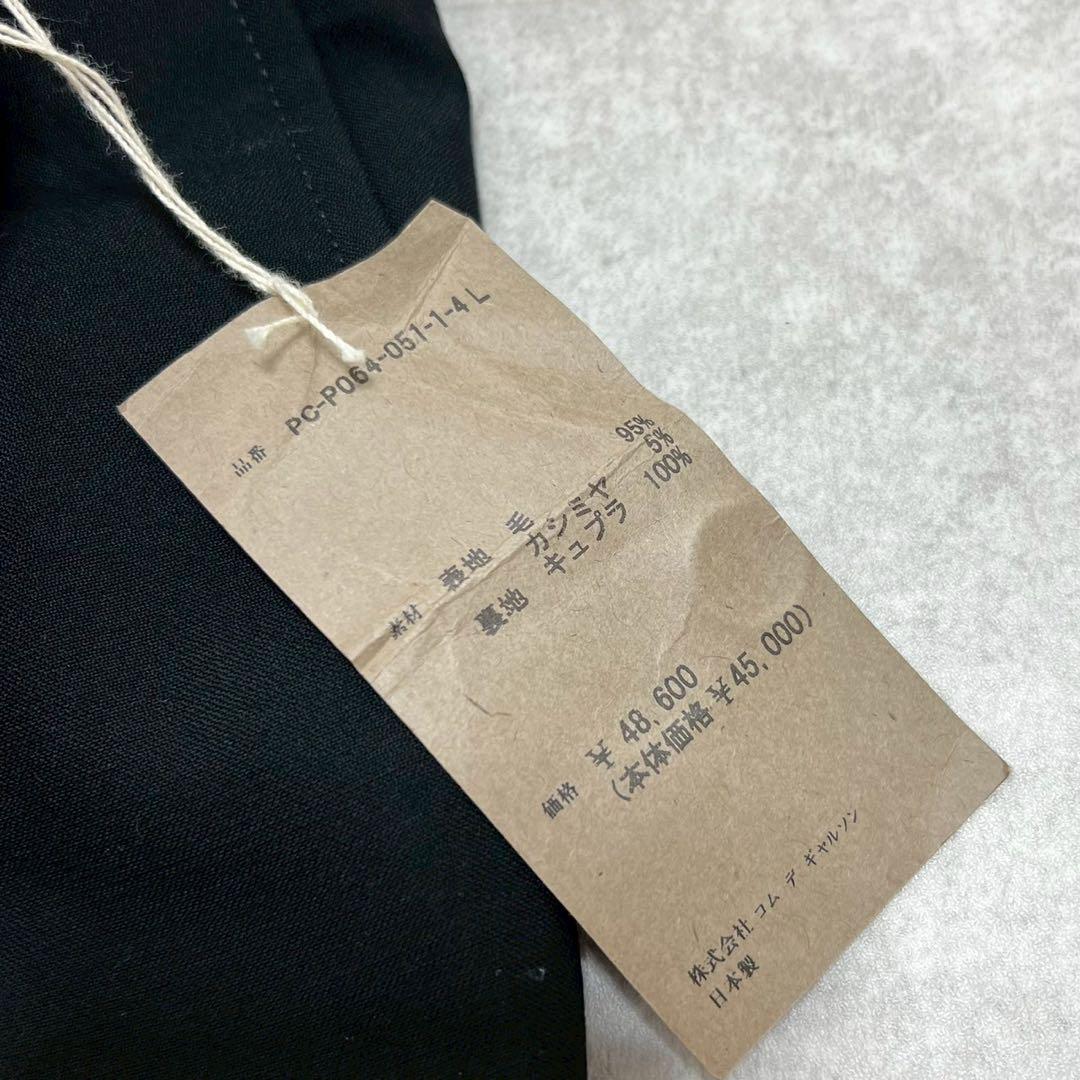 品番 PC-P064-051-1-4 L
素材 表地 毛 95%
カシミヤ 5%
裏地 キュプラ 100%
価格 ¥ 48,600
(本体価格 ¥45,000)
株式会社 コム デ ギャルソン
日本製